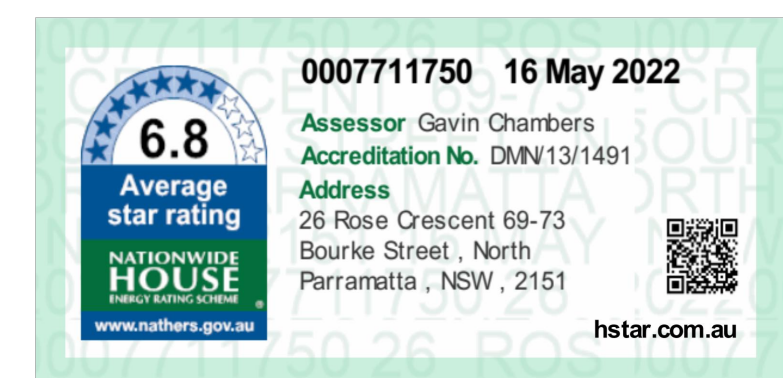 0007711750 16 May 2022
6.8
Average
star rating
NATIONWIDE
HOUSE
ENERGY RATING SCHEME
®
www.nathers.gov.au
Assessor Gavin Chambers
Accreditation No. DMN/13/1491
Address
26 Rose Crescent 69-73
Bourke Street , North
Parramatta , NSW , 2151
hstar.com.au